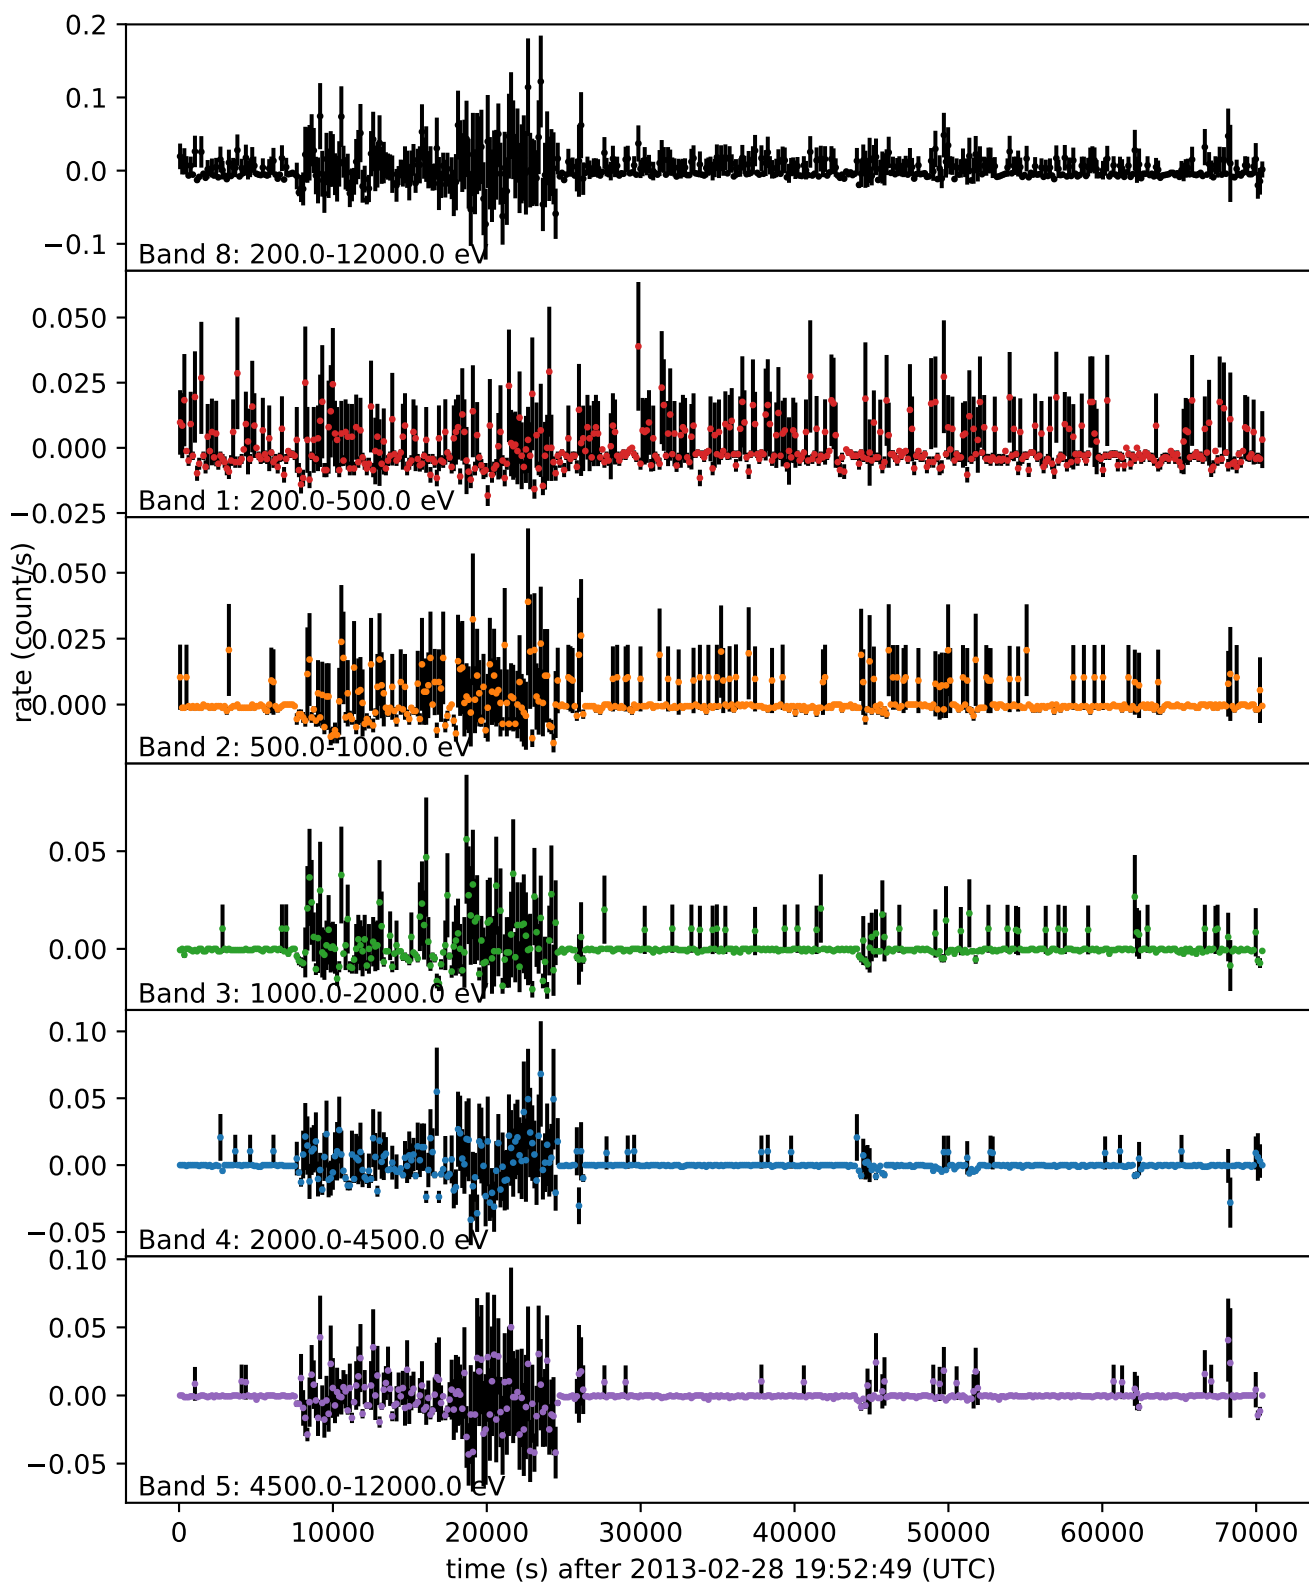 0.2
0.1
0.0
−0.1
Band 8: 200.0-12000.0 eV
0.050
0.025
0.000
−0.025
Band 1: 200.0-500.0 eV
rate (count/s)
0.050
0.025
0.000
Band 2: 500.0-1000.0 eV
0.05
0.00
Band 3: 1000.0-2000.0 eV
0.10
0.05
0.00
−0.05
Band 4: 2000.0-4500.0 eV
0.10
0.05
0.00
−0.05
Band 5: 4500.0-12000.0 eV
0 10000 20000 30000 40000 50000 60000 70000
time (s) after 2013-02-28 19:52:49 (UTC)